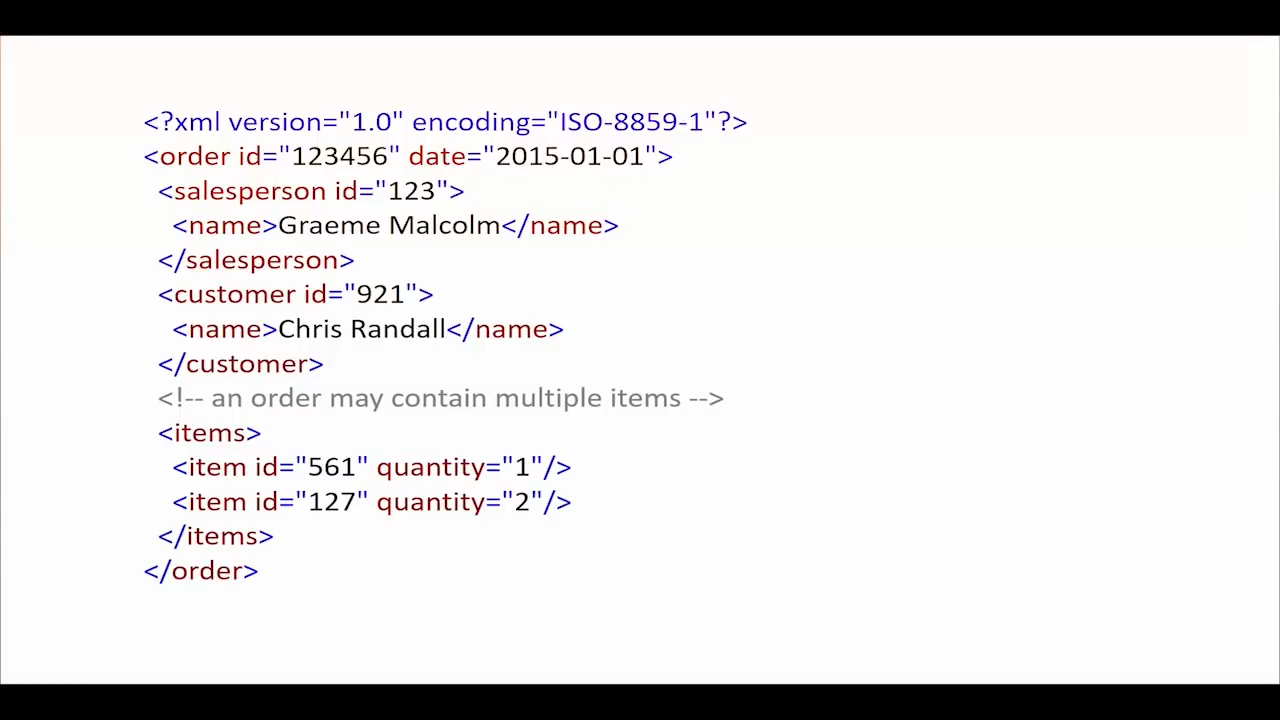 <?xml version="1.0" encoding="ISO-8859-1"?>
<order id="123456" date="2015-01-01">
<salesperson id="123">
<name>Graeme Malcolm</name>
</salesperson>
<customer id="921">
<name>Chris Randall</name>
</customer>
<!-- an order may contain multiple items -->
<items>
<item id="561" quantity="1"/>
<item id="127" quantity="2"/>
</items>
</order>